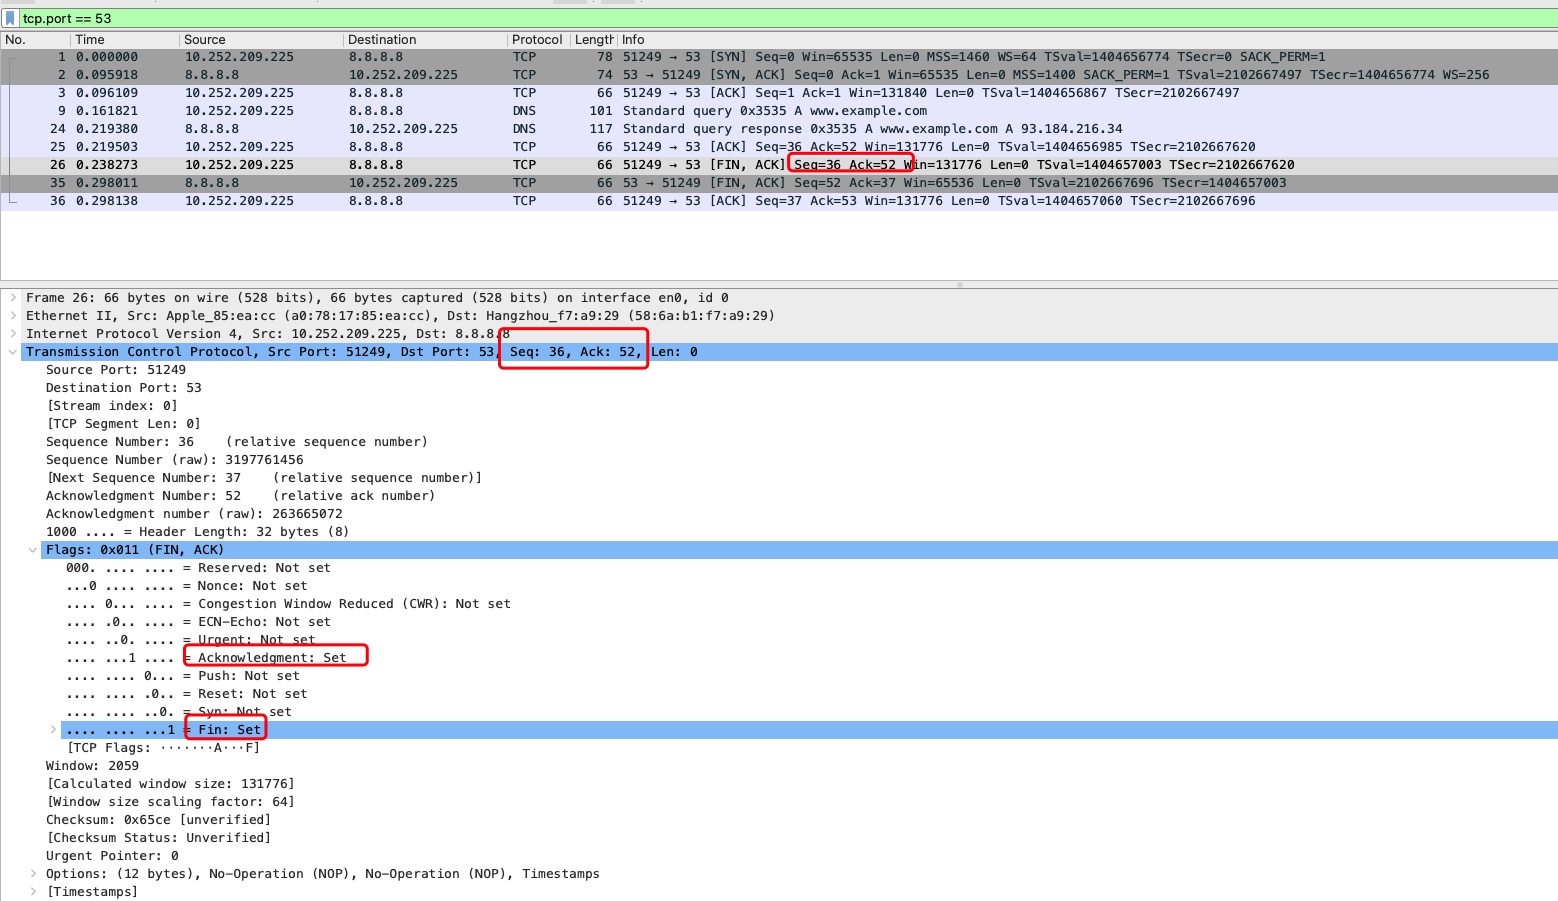 tcp.port == 53
No. Time Source Destination Protocol Length Info
1 0.000000 10.252.209.225 8.8.8.8 TCP 78 51249 → 53 [SYN] Seq=0 Win=65535 Len=0 MSS=1460 WS=64 TSval=1404656774 TSecr=0 SACK_PERM=1
2 0.095918 8.8.8.8 10.252.209.225 TCP 74 53 → 51249 [SYN, ACK] Seq=0 Ack=1 Win=65535 Len=0 MSS=1400 SACK_PERM=1 TSval=2102667497 TSecr=1404656774 WS=256
3 0.096109 10.252.209.225 8.8.8.8 TCP 66 51249 → 53 [ACK] Seq=1 Ack=1 Win=131840 Len=0 TSval=1404656867 TSecr=2102667497
9 0.161821 10.252.209.225 8.8.8.8 DNS 101 Standard query 0x3535 A www.example.com
24 0.219380 8.8.8.8 10.252.209.225 DNS 117 Standard query response 0x3535 A www.example.com A 93.184.216.34
25 0.219503 10.252.209.225 8.8.8.8 TCP 66 51249 → 53 [ACK] Seq=36 Ack=52 Win=131776 Len=0 TSval=1404656985 TSecr=2102667620
26 0.238273 10.252.209.225 8.8.8.8 TCP 66 51249 → 53 [FIN, ACK] Seq=36 Ack=52 Win=131776 Len=0 TSval=1404657003 TSecr=2102667620
35 0.298011 8.8.8.8 10.252.209.225 TCP 66 53 → 51249 [FIN, ACK] Seq=52 Ack=37 Win=65536 Len=0 TSval=2102667696 TSecr=1404657003
36 0.298138 10.252.209.225 8.8.8.8 TCP 66 51249 → 53 [ACK] Seq=37 Ack=53 Win=131776 Len=0 TSval=1404657060 TSecr=2102667696
Frame 26: 66 bytes on wire (528 bits), 66 bytes captured (528 bits) on interface en0, id 0
Ethernet II, Src: Apple_85:ea:cc (a0:78:17:85:ea:cc), Dst: Hangzhou_f7:a9:29 (58:6a:b1:f7:a9:29)
Internet Protocol Version 4, Src: 10.252.209.225, Dst: 8.8.8.8
Transmission Control Protocol, Src Port: 51249, Dst Port: 53, Seq: 36, Ack: 52, Len: 0
Source Port: 51249
Destination Port: 53
[Stream index: 0]
[TCP Segment Len: 0]
Sequence Number: 36 (relative sequence number)
Sequence Number (raw): 3197761456
[Next Sequence Number: 37 (relative sequence number)]
Acknowledgment Number: 52 (relative ack number)
Acknowledgment number (raw): 263665072
1000 .... = Header Length: 32 bytes (8)
Flags: 0x011 (FIN, ACK)
000. .... .... = Reserved: Not set
...0 .... .... = Nonce: Not set
.... 0... .... = Congestion Window Reduced (CWR): Not set
.... .0.. .... = ECN-Echo: Not set
.... ..0. .... = Urgent: Not set
.... ...1 .... = Acknowledgment: Set
.... .... 0... = Push: Not set
.... .... .0.. = Reset: Not set
.... .... ..0. = Syn: Not set
.... .... ...1 = Fin: Set
[TCP Flags: ·······A···F]
Window: 2059
[Calculated window size: 131776]
[Window size scaling factor: 64]
Checksum: 0x65ce [unverified]
[Checksum Status: Unverified]
Urgent Pointer: 0
Options: (12 bytes), No-Operation (NOP), No-Operation (NOP), Timestamps
[Timestamps]